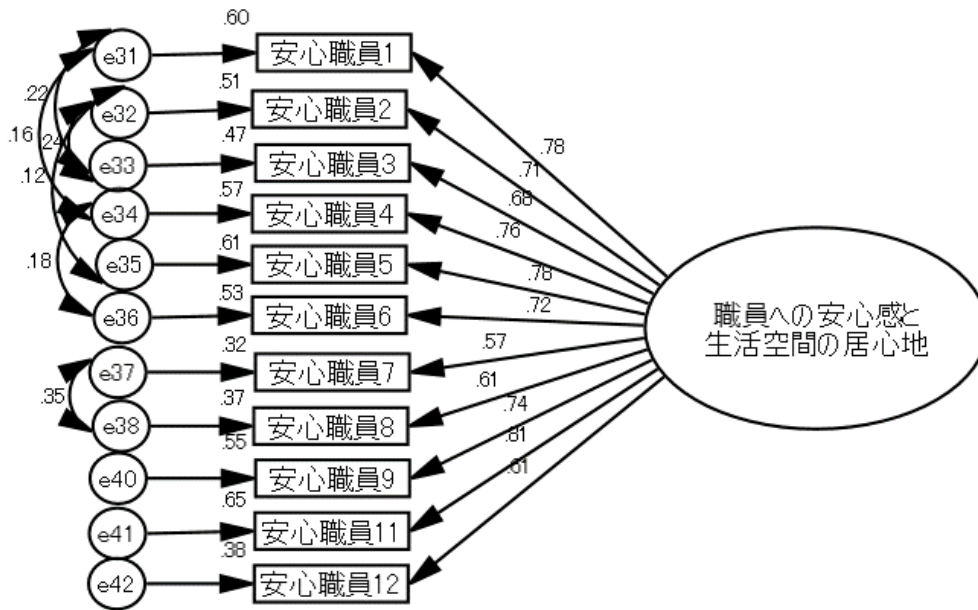 .60
e31
安心職員1
.51
.22
e32
安心職員2
.78
.16
.24
.47
.71
e33
安心職員3
.68
.12
.57
e34
安心職員4
.76
.61
.18
e35
安心職員5
.78
.53
e36
安心職員6
.72
職員への安心感と
生活空間の居心地
.32
.57
e37
安心職員7
.35
.37
.61
e38
安心職員8
.74
.55
.81
e40
安心職員9
.61
.65
e41
安心職員11
.38
e42
安心職員12